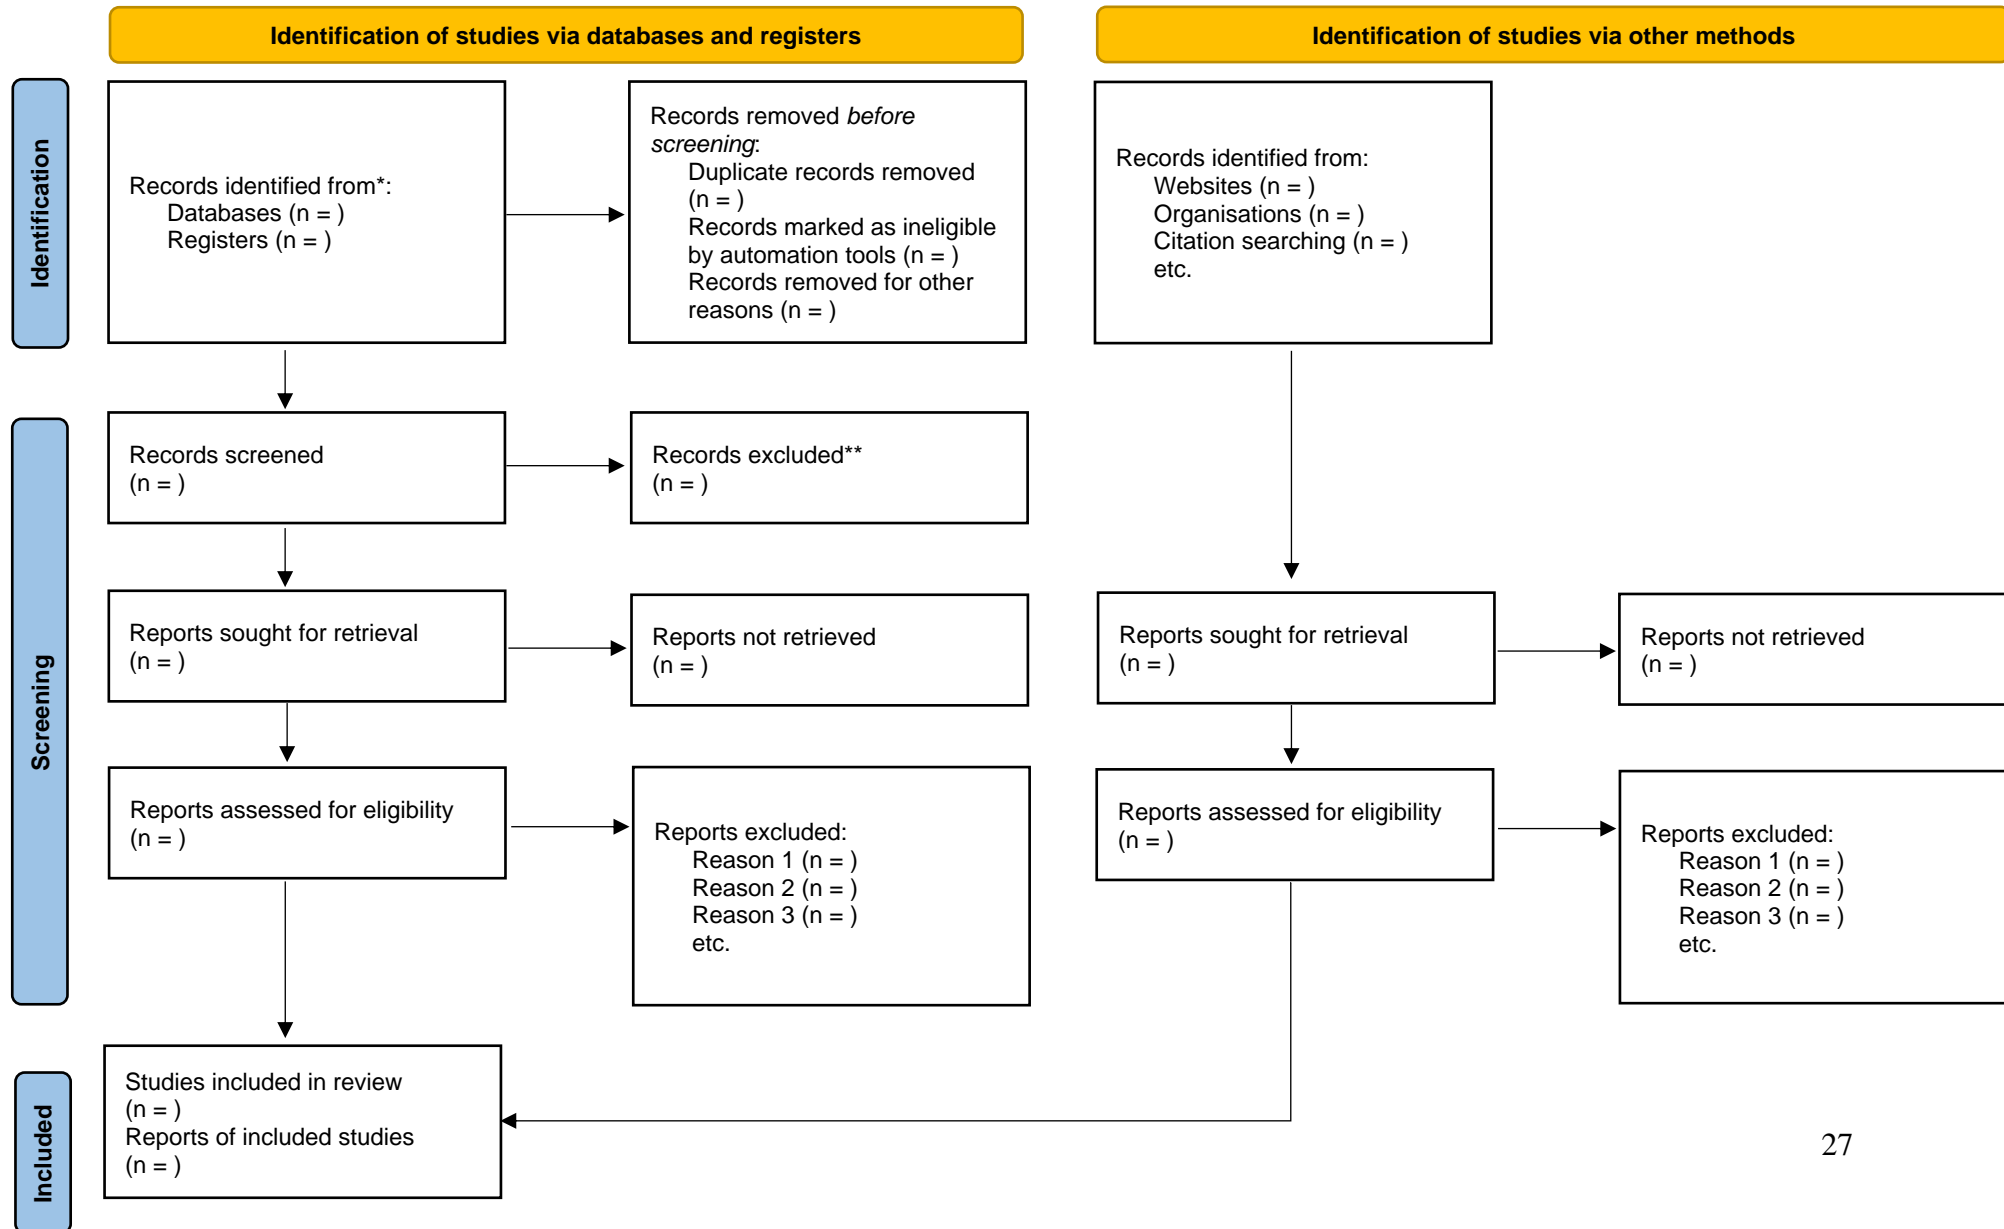 Identification of studies via databases and registers
Identification of studies via other methods
Identification
Records identified from*:
Databases (n = )
Registers (n = )
Records removed before
screening:
Duplicate records removed
(n = )
Records marked as ineligible
by automation tools (n = )
Records removed for other
reasons (n = )
Records identified from:
Websites (n = )
Organisations (n = )
Citation searching (n = )
etc.
Screening
Records screened
(n = )
Records excluded**
(n = )
Reports sought for retrieval
(n = )
Reports not retrieved
(n = )
Reports sought for retrieval
(n = )
Reports not retrieved
(n = )
Reports assessed for eligibility
(n = )
Reports excluded:
Reason 1 (n = )
Reason 2 (n = )
Reason 3 (n = )
etc.
Reports assessed for eligibility
(n = )
Reports excluded:
Reason 1 (n = )
Reason 2 (n = )
Reason 3 (n = )
etc.
Included
Studies included in review
(n = )
Reports of included studies
(n = )
27